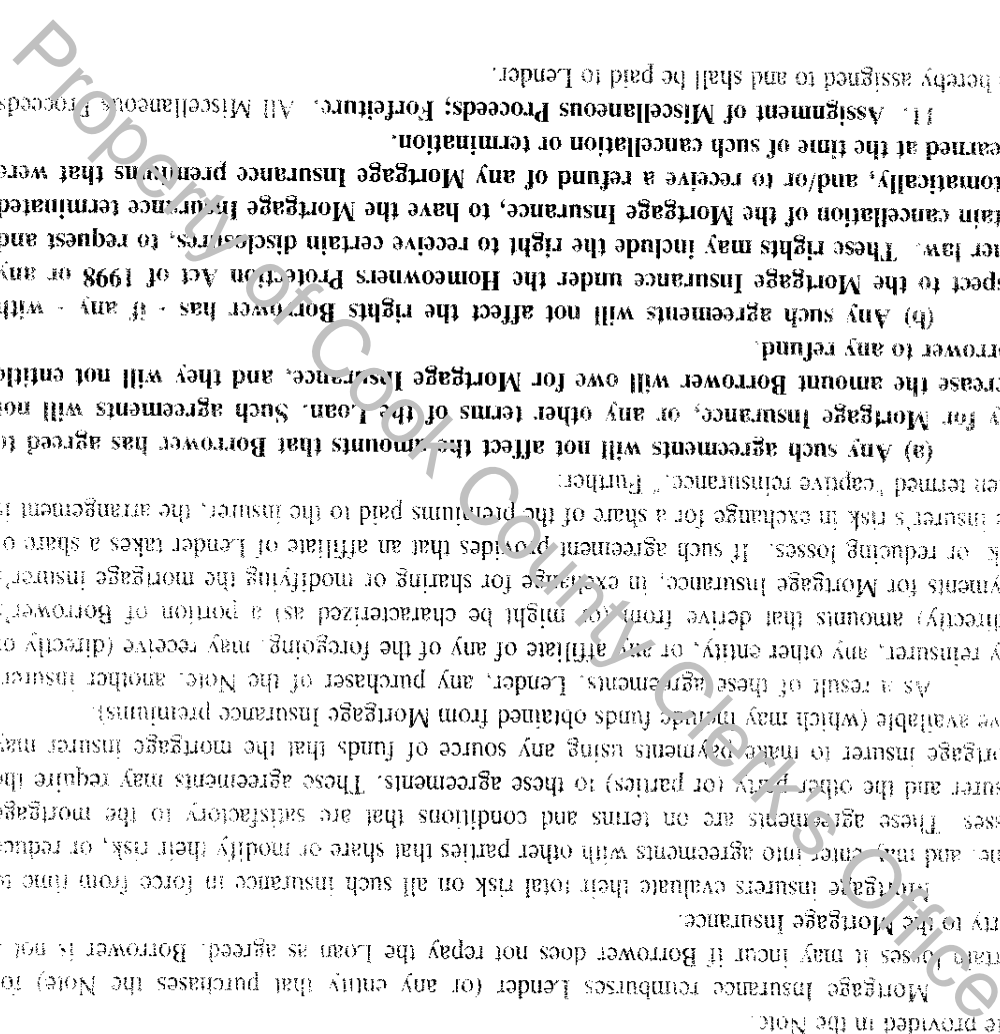 e provided in the Note.
Mortgage Insurance reimburses Lender (or any entity that purchases the Note) for
rtain losses it may incur if Borrower does not repay the Loan as agreed. Borrower is not
rty to the Mortgage Insurance.
Mortgage insurers evaluate their total risk on all such insurance in force from time to
me, and may enter into agreements with other parties that share or modify their risk, or reduce
sses. These agreements are on terms and conditions that are satisfactory to the mortgage
surer and the other party (or parties) to these agreements. These agreements may require the
ortgage insurer to make payments using any source of funds that the mortgage insurer may
ve available (which may include funds obtained from Mortgage Insurance premiums).
As a result of these agreements, Lender, any purchaser of the Note, another insurer,
y reinsurer, any other entity, or any affiliate of any of the foregoing, may receive (directly or
directly) amounts that derive from (or might be characterized as) a portion of Borrower's
yments for Mortgage Insurance, in exchange for sharing or modifying the mortgage insurer's
k, or reducing losses. If such agreement provides that an affiliate of Lender takes a share of
e insurer's risk in exchange for a share of the premiums paid to the insurer, the arrangement is
en termed "captive reinsurance." Further:
(a) Any such agreements will not affect the amounts that Borrower has agreed to
y for Mortgage Insurance, or any other terms of the Loan. Such agreements will not
crease the amount Borrower will owe for Mortgage Insurance, and they will not entitle
orrower to any refund.
(b) Any such agreements will not affect the rights Borrower has - if any - with
spect to the Mortgage Insurance under the Homeowners Protection Act of 1998 or any
her law. These rights may include the right to receive certain disclosures, to request and
tain cancellation of the Mortgage Insurance, to have the Mortgage Insurance terminated
tomatically, and/or to receive a refund of any Mortgage Insurance premiums that were
earned at the time of such cancellation or termination.
11. Assignment of Miscellaneous Proceeds; Forfeiture. All Miscellaneous Proceeds
hereby assigned to and shall be paid to Lender.
Property of Cook County Clerk's Office